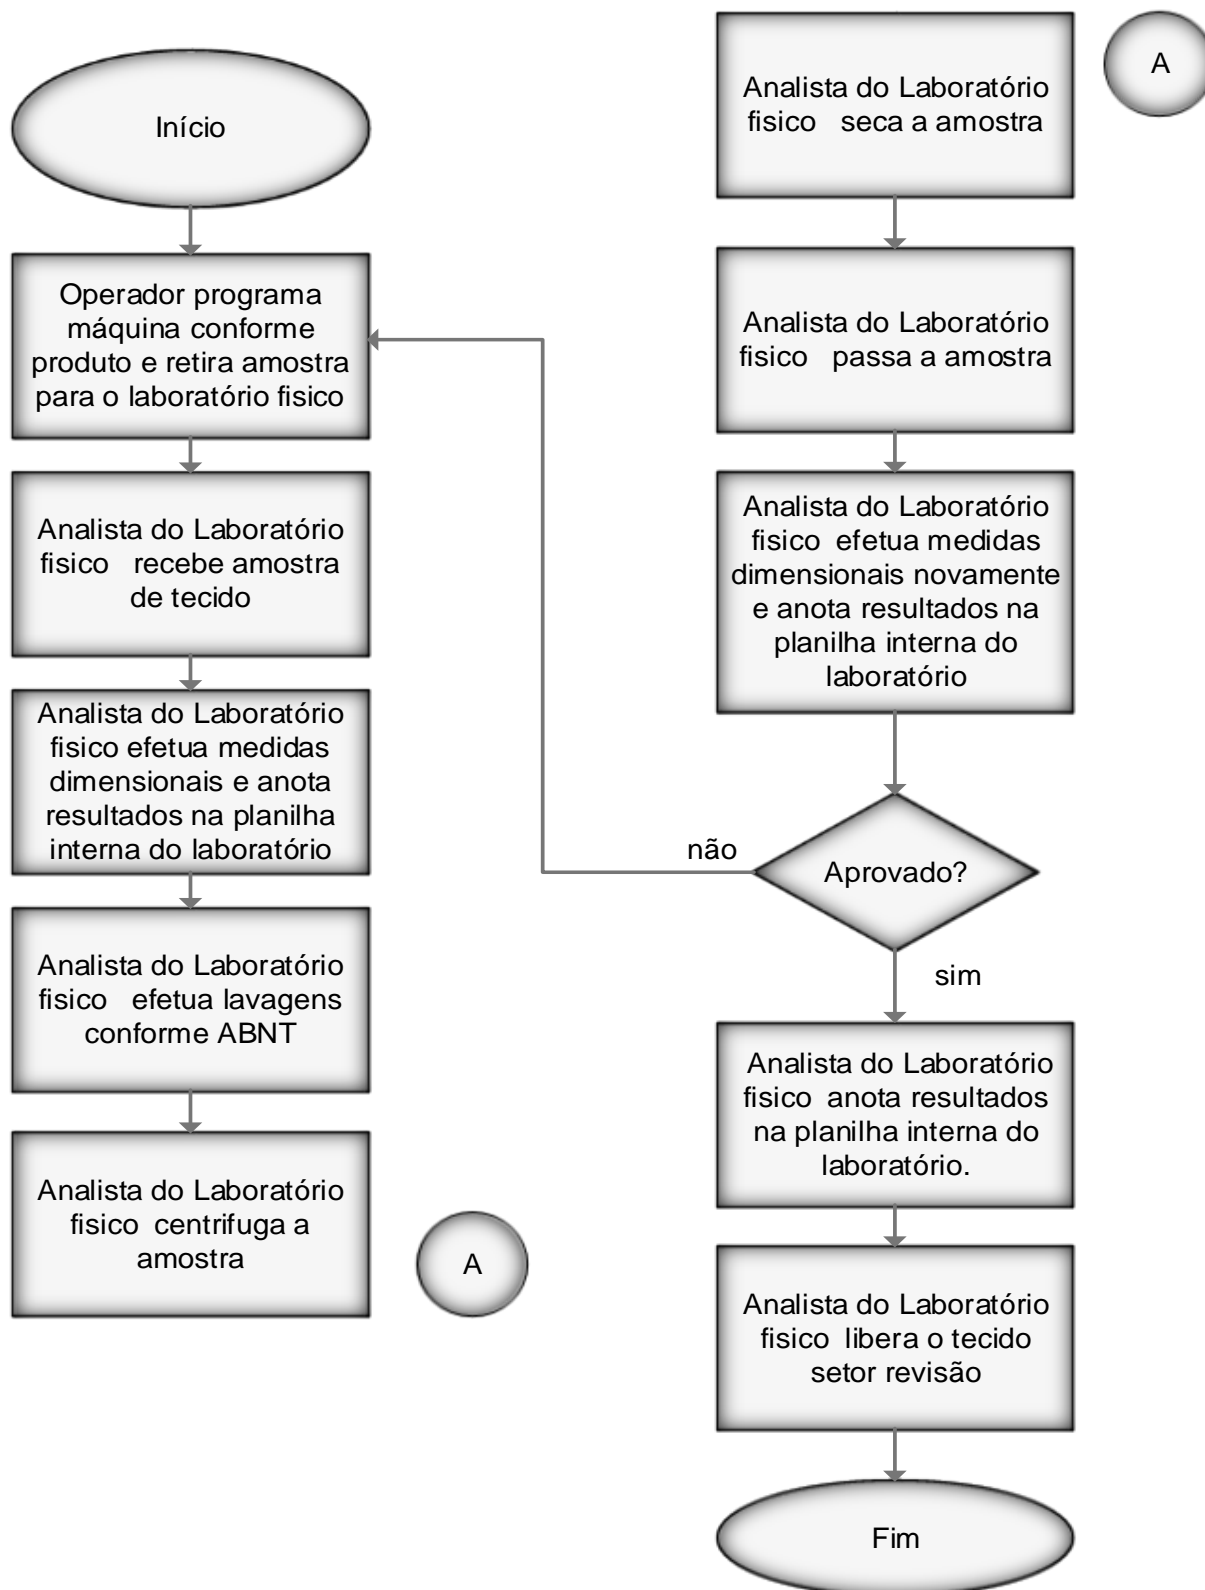 Início
Operador programa
máquina conforme
produto e retira amostra
para o laboratório fisico
Analista do Laboratório
fisico recebe amostra
de tecido
Analista do Laboratório
fisico efetua medidas
dimensionais e anota
resultados na planilha
interna do laboratório
Analista do Laboratório
fisico efetua lavagens
conforme ABNT
Analista do Laboratório
fisico centrifuga a
amostra
A
A
Analista do Laboratório
fisico seca a amostra
Analista do Laboratório
fisico passa a amostra
Analista do Laboratório
fisico efetua medidas
dimensionais novamente
e anota resultados na
planilha interna do
laboratório
Aprovado?
não
sim
Analista do Laboratório
fisico anota resultados
na planilha interna do
laboratório.
Analista do Laboratório
fisico libera o tecido
setor revisão
Fim